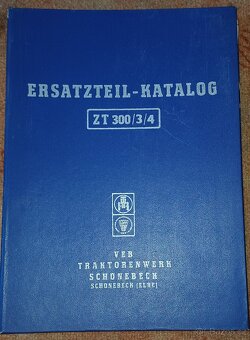 ERSATZTEIL-KATALOG
ZT 300/3/4
VEB
TRAKTORENWERK
SCHÖNEBECK
SCHÖNEBECK (ELBE)